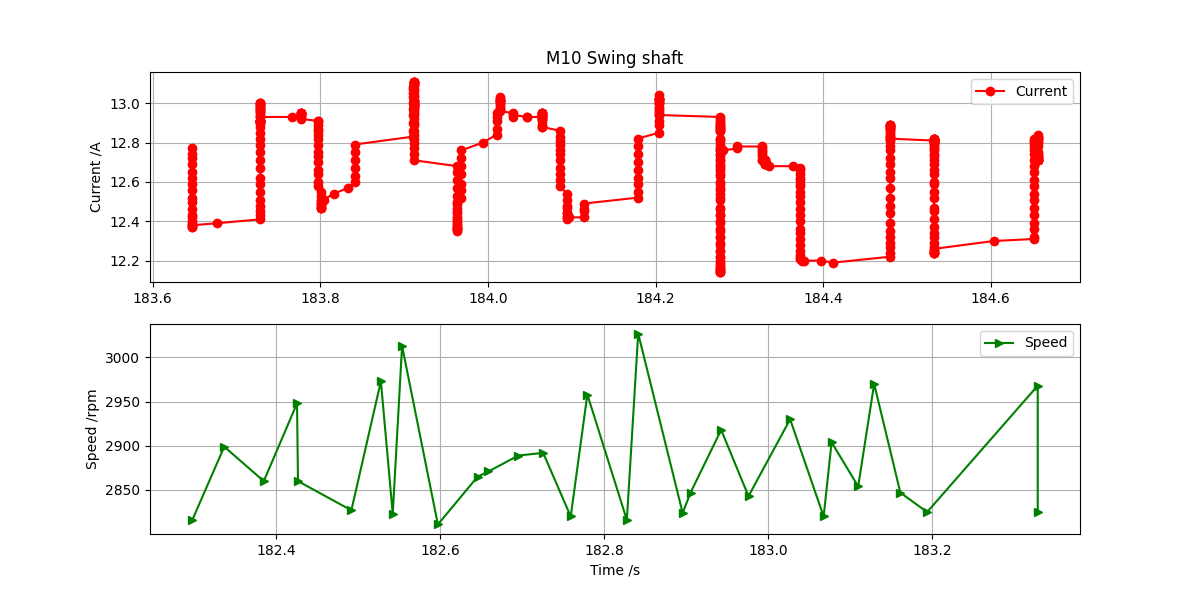 M10 Swing shaft
Current /A
13.0
12.8
12.6
12.4
12.2
Current
183.6 183.8 184.0 184.2 184.4 184.6
Speed /rpm
3000
2950
2900
2850
Speed
182.4 182.6 182.8 183.0 183.2
Time /s